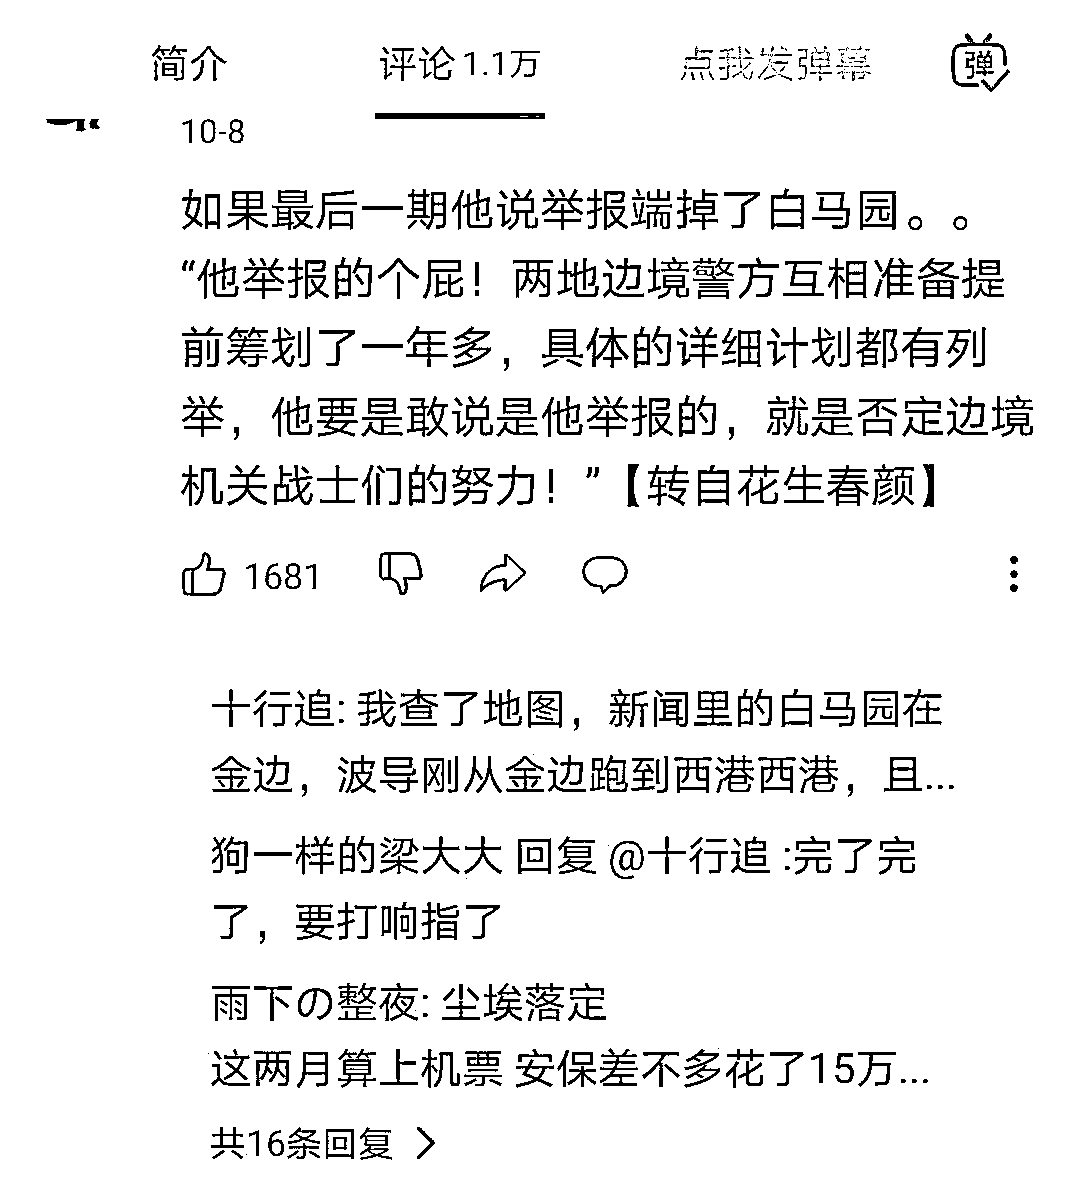 简介 评论 1.1万 点我发弹幕 弹
10-8
如果最后一期他说举报端掉了白马园。。
“他举报的个屁！两地边境警方互相准备提
前筹划了一年多，具体的详细计划都有列
举，他要是敢说是他举报的，就是否定边境
机关战士们的努力！”【转自花生春颜】
1681
十行追: 我查了地图，新闻里的白马园在
金边，波导刚从金边跑到西港西港，且...
狗一样的梁大大 回复 @十行追 :完了完
了，要打响指了
雨下の整夜: 尘埃落定
这两月算上机票 安保差不多花了15万...
共16条回复